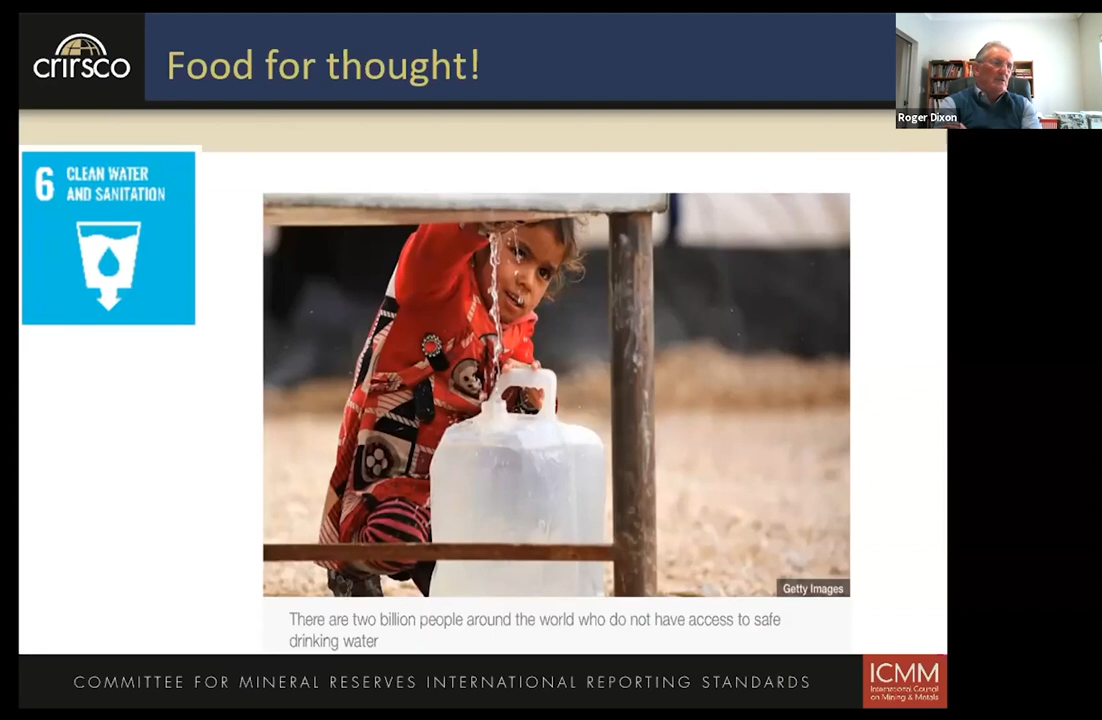 crirsco
Food for thought!
Roger Dixon
6 CLEAN WATER
AND SANITATION
Getty Images
There are two billion people around the world who do not have access to safe
drinking water
COMMITTEE FOR MINERAL RESERVES INTERNATIONAL REPORTING STANDARDS
ICMM
International Council
on Mining & Metals